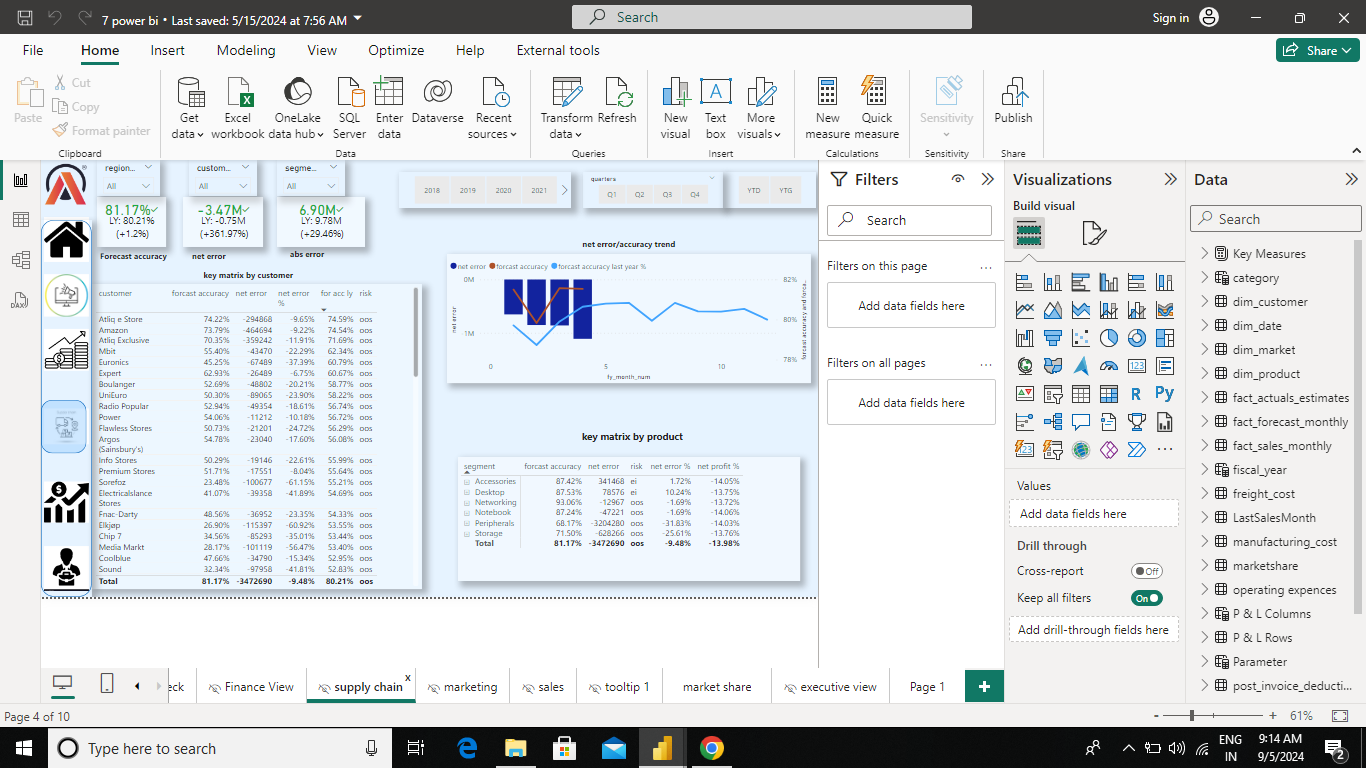 7 power bi • Last saved: 5/15/2024 at 7:56 AM
Search
Sign in
File Home Insert Modeling View Optimize Help External tools
Share
Paste
Cut
Copy
Format painter
Clipboard
Get data
Excel workbook
OneLake data hub
SQL Server
Enter data
Dataverse
Recent sources
Data
Transform data
Refresh
Queries
New visual
Text box
More visuals
Insert
New measure
Quick measure
Calculations
Sensitivity
Sensitivity
Publish
Share
region...
All
custom...
All
segme...
All
2018 2019 2020 2021
quarters
Q1 Q2 Q3 Q4
YTD YTG
81.17%
LY: 80.21%
(+1.2%)
Forecast accuracy
-3.47M
LY: -0.75M
(+361.97%)
net error
6.90M
LY: 9.78M
(+29.46%)
abs error
key matrix by customer
customer forcast accuracy net error net error % for acc ly risk
Atliq e Store 74.22% -294868 -9.65% 74.59% oos
Amazon 73.79% -464694 -9.22% 74.54% oos
Atliq Exclusive 70.35% -359242 -11.91% 71.69% oos
Mbit 55.40% -43470 -22.29% 62.34% oos
Euronics 45.25% -67489 -37.39% 60.79% oos
Expert 62.93% -26489 -6.75% 60.67% oos
Boulanger 52.69% -48802 -20.21% 58.77% oos
UniEuro 50.30% -89065 -23.90% 58.22% oos
Radio Popular 52.94% -49354 -18.61% 56.74% oos
Power 54.06% -11212 -10.18% 56.72% oos
Flawless Stores 50.73% -21201 -24.72% 56.29% oos
Argos (Sainsbury's) 54.78% -23040 -17.60% 56.08% oos
Info Stores 50.29% -19146 -22.61% 55.99% oos
Premium Stores 51.71% -17551 -8.04% 55.64% oos
Sorefoz 23.48% -100677 -61.15% 55.21% oos
Electricalslance Stores 41.07% -39358 -41.89% 54.69% oos
Fnac-Darty 48.56% -36952 -23.35% 54.33% oos
Elkjøp 26.90% -115397 -60.92% 53.55% oos
Chip 7 34.56% -85293 -35.01% 53.44% oos
Media Markt 28.17% -101119 -56.47% 53.40% oos
Coolblue 47.66% -34790 -15.34% 52.95% oos
Sound 32.34% -97958 -41.81% 52.83% oos
Total 81.17% -3472690 -9.48% 80.21% oos
net error/accuracy trend
net error forcast accuracy forcast accuracy last year %
net error
0M
1M
82%
80%
78%
forcast accuracy and forca...
0 5 10
fy_month_num
key matrix by product
segment forcast accuracy net error risk net error % net profit %
Accessories 87.42% 341468 ei 1.72% -14.05%
Desktop 87.53% 78576 ei 10.24% -13.75%
Networking 93.06% -12967 oos -1.69% -13.72%
Notebook 87.24% -47221 oos -1.69% -14.06%
Peripherals 68.17% -3204280 oos -31.83% -14.03%
Storage 71.50% -628266 oos -25.61% -13.76%
Total 81.17% -3472690 oos -9.48% -13.98%
Filters
Search
Filters on this page ...
Add data fields here
Filters on all pages ...
Add data fields here
Visualizations
Build visual
R
Py
123
Values
Add data fields here
Drill through
Cross-report Off
Keep all filters On
Add drill-through fields here
Data
Search
Key Measures
category
dim_customer
dim_date
dim_market
dim_product
fact_actuals_estimates
fact_forecast_monthly
fact_sales_monthly
fiscal_year
freight_cost
LastSalesMonth
manufacturing_cost
marketshare
operating expences
P & L Columns
P & L Rows
Parameter
post_invoice_deducti...
eck
Finance View
supply chain x
marketing
sales
tooltip 1
market share
executive view
Page 1
+
Page 4 of 10
- + 61%
Type here to search
ENG
IN
9:14 AM
9/5/2024
2